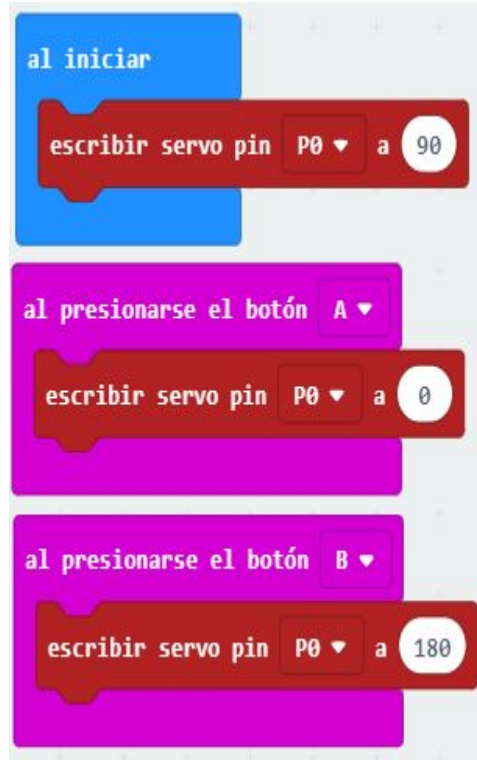 al iniciar
escribir servo pin P0 a 90
al presionarse el botón A
escribir servo pin P0 a 0
al presionarse el botón B
escribir servo pin P0 a 180